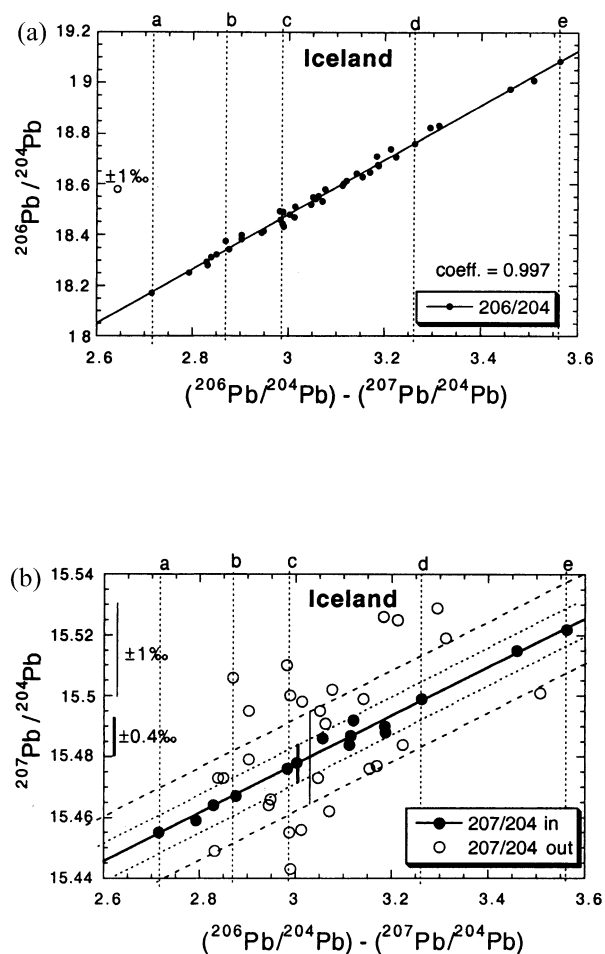 (a)
a b c d e
Iceland
19.2
19
18.8
18.6
18.4
18.2
18
206Pb / 204Pb
±1‰
coeff. = 0.997
206/204
2.6 2.8 3 3.2 3.4 3.6
(206Pb/204Pb) - (207Pb/204Pb)
(b)
a b c d e
Iceland
15.54
15.52
15.5
15.48
15.46
15.44
207Pb / 204Pb
±1‰
±0.4‰
207/204 in
207/204 out
2.6 2.8 3 3.2 3.4 3.6
(206Pb/204Pb) - (207Pb/204Pb)